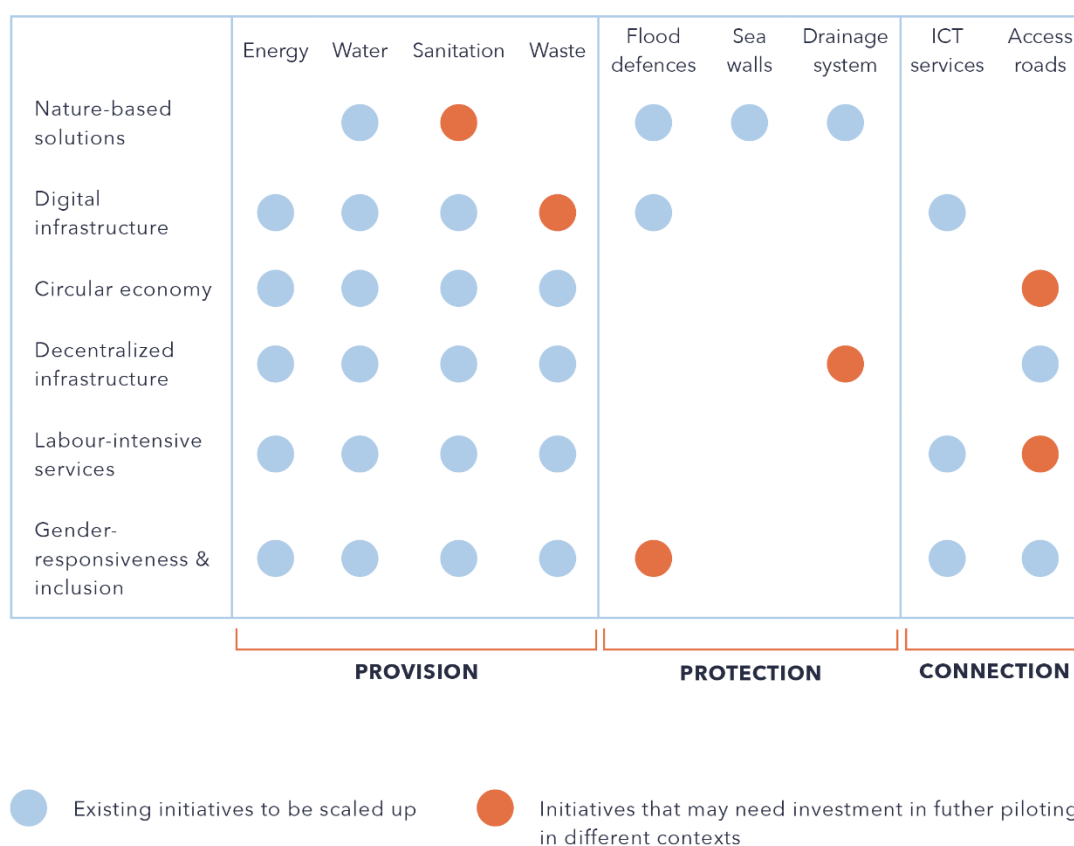 Energy Water Sanitation Waste Flood defences Sea walls Drainage system ICT services Access roads
Nature-based
solutions
Digital
infrastructure
Circular economy
Decentralized
infrastructure
Labour-intensive
services
Gender-
responsiveness &
inclusion
PROVISION PROTECTION CONNECTION
Existing initiatives to be scaled up
Initiatives that may need investment in futher piloting
in different contexts